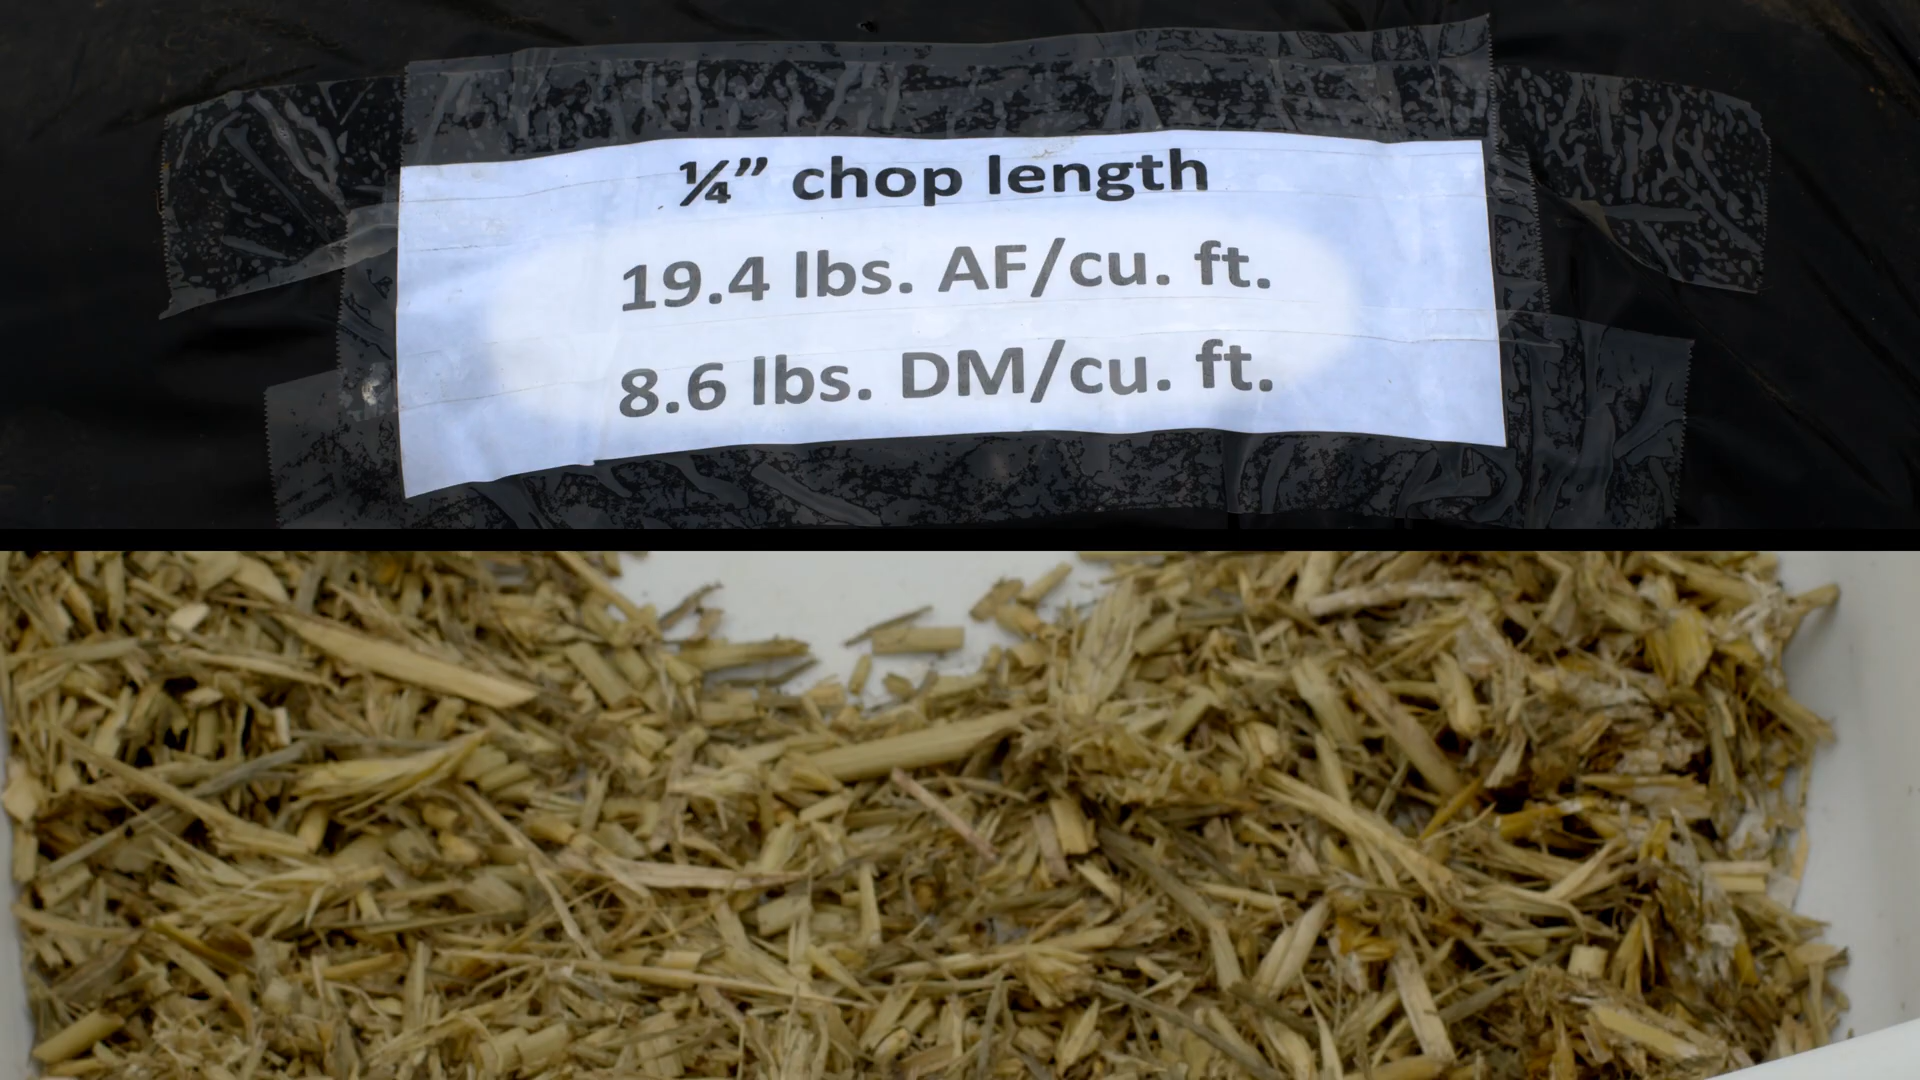 ¼” chop length
19.4 lbs. AF/cu. ft.
8.6 lbs. DM/cu. ft.